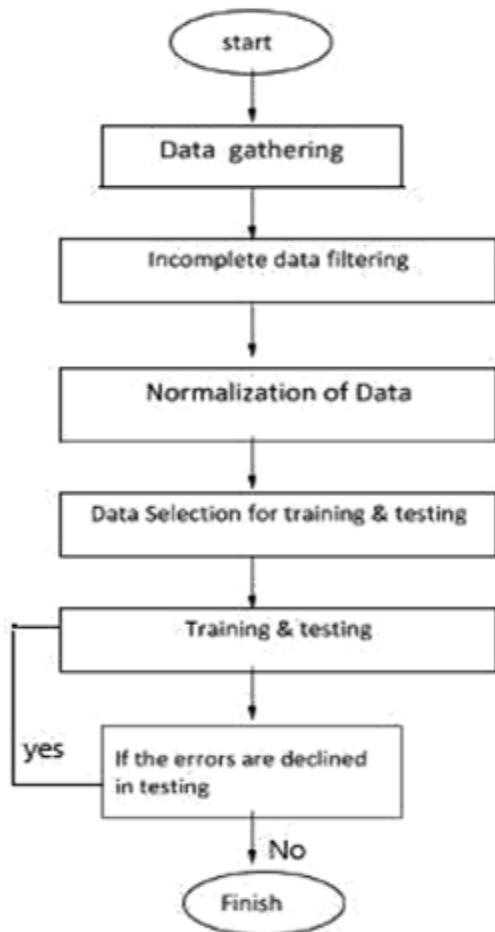 start
Data gathering
Incomplete data filtering
Normalization of Data
Data Selection for training & testing
Training & testing
yes
If the errors are declined
in testing
No
Finish